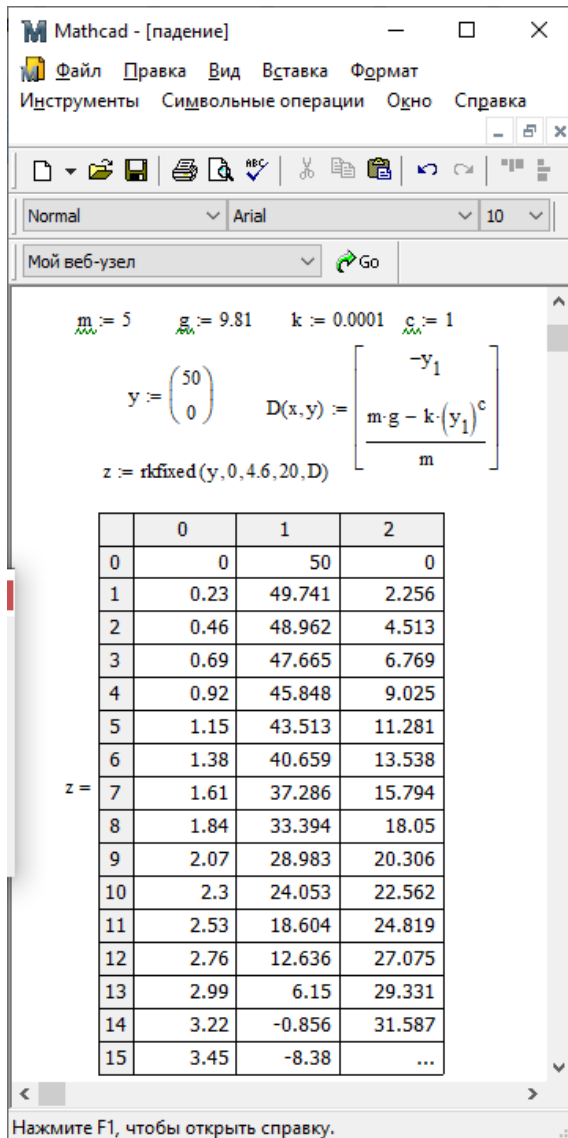 Mathcad - [падение]
Файл Правка Вид Вставка Формат
Инструменты Символьные операции Окно Справка
Normal Arial 10
Мой веб-узел Go
m := 5 g := 9.81 k := 0.0001 c := 1
y := (50 0) D(x,y) := [−y₁ (m·g − k·(y₁)^c)/m]
z := rkfixed(y,0,4.6,20,D)
0 1 2
0 0 50 0
1 0.23 49.741 2.256
2 0.46 48.962 4.513
3 0.69 47.665 6.769
4 0.92 45.848 9.025
5 1.15 43.513 11.281
6 1.38 40.659 13.538
z = 7 1.61 37.286 15.794
8 1.84 33.394 18.05
9 2.07 28.983 20.306
10 2.3 24.053 22.562
11 2.53 18.604 24.819
12 2.76 12.636 27.075
13 2.99 6.15 29.331
14 3.22 -0.856 31.587
15 3.45 -8.38 ...
Нажмите F1, чтобы открыть справку.